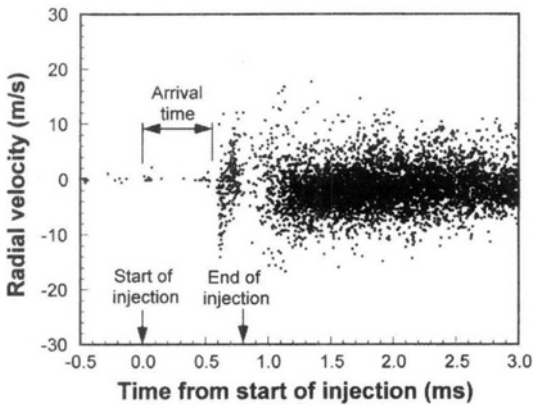 Radial velocity (m/s)
30
20
10
0
-10
-20
-30
Arrival
time
Start of
injection
End of
injection
-0.5
0.0
0.5
1.0
1.5
2.0
2.5
3.0
Time from start of injection (ms)